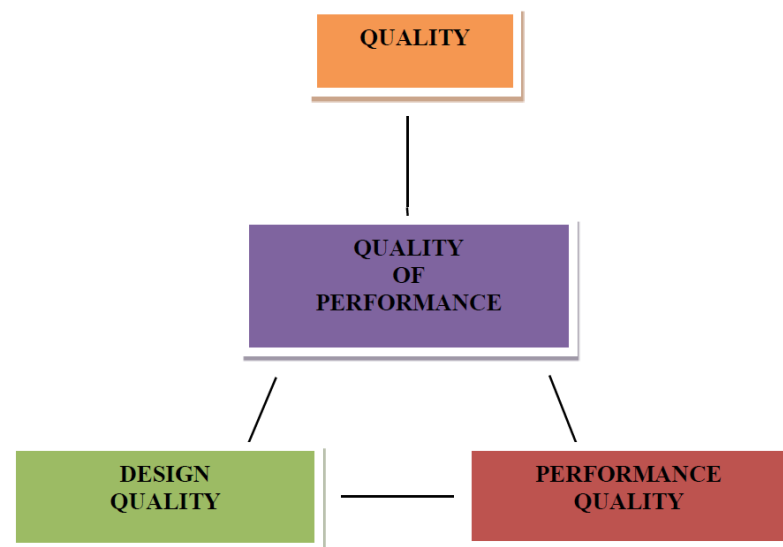 QUALITY
QUALITY
OF
PERFORMANCE
DESIGN
QUALITY
PERFORMANCE
QUALITY